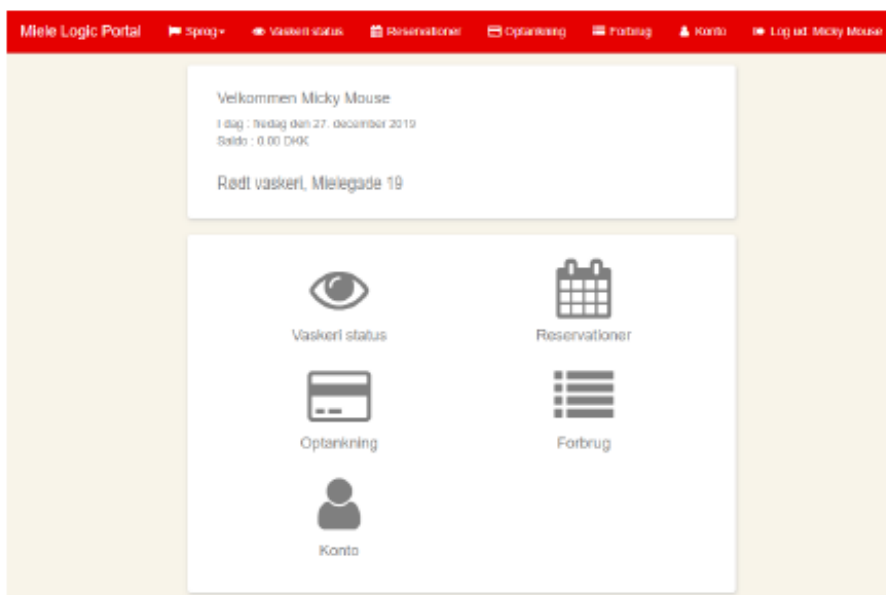 Miele Logic Portal Sprog Vaskeri status Reservationer Optankning Forbrug Konto Log ud Micky Mouse
Velkommen Micky Mouse
I dag : fredag den 27. december 2019
Saldo : 0.00 DKK
Rødt vaskeri, Mielegade 19
Vaskeri status Reservationer
Optankning Forbrug
Konto